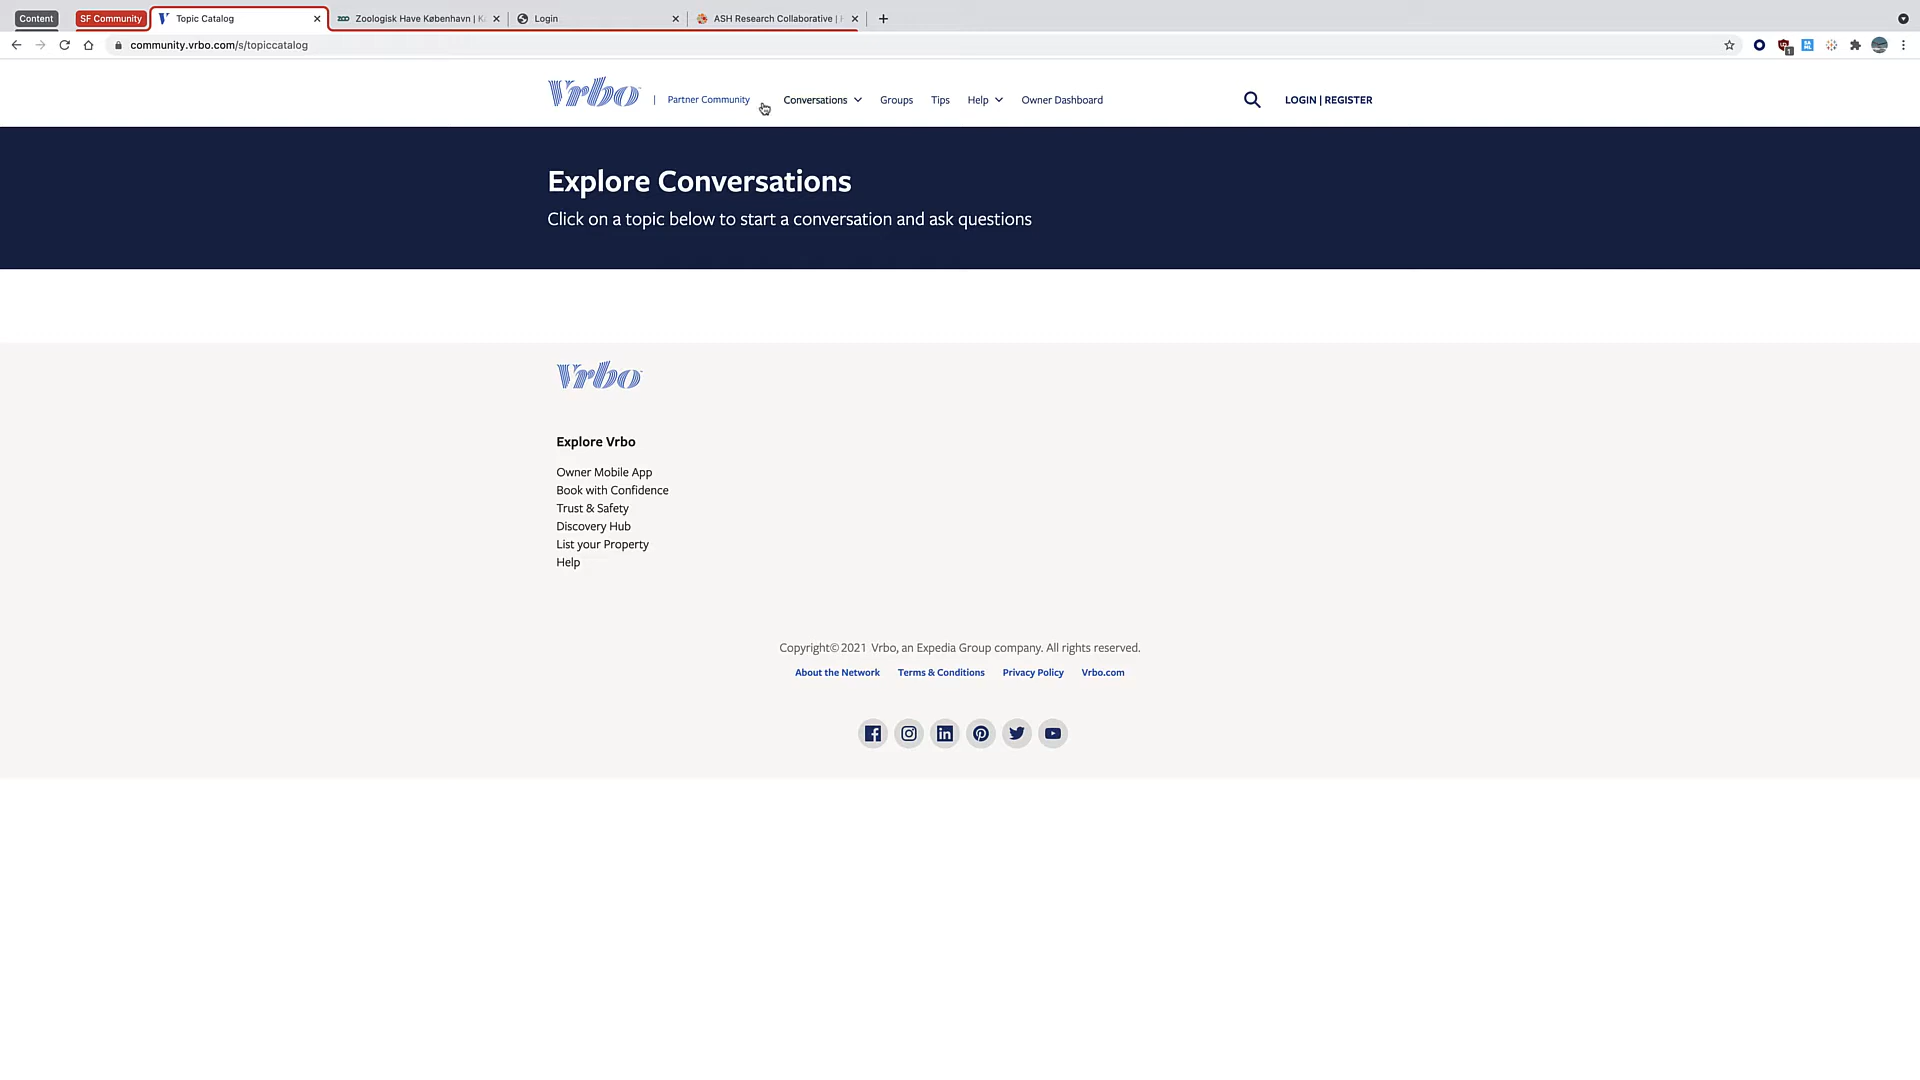 Content
SF Community
Topic Catalog
Zoologisk Have København |
Login
ASH Research Collaborative |
community.vrbo.com/s/topiccatalog
Vrbo | Partner Community
Conversations
Groups
Tips
Help
Owner Dashboard
LOGIN | REGISTER
Explore Conversations
Click on a topic below to start a conversation and ask questions
Vrbo
Explore Vrbo
Owner Mobile App
Book with Confidence
Trust & Safety
Discovery Hub
List your Property
Help
Copyright© 2021 Vrbo, an Expedia Group company. All rights reserved.
About the Network Terms & Conditions Privacy Policy Vrbo.com